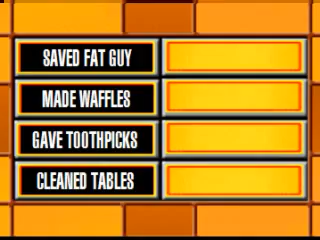 SAVED FAT GUY
MADE WAFFLES
GAVE TOOTHPICKS
CLEANED TABLES